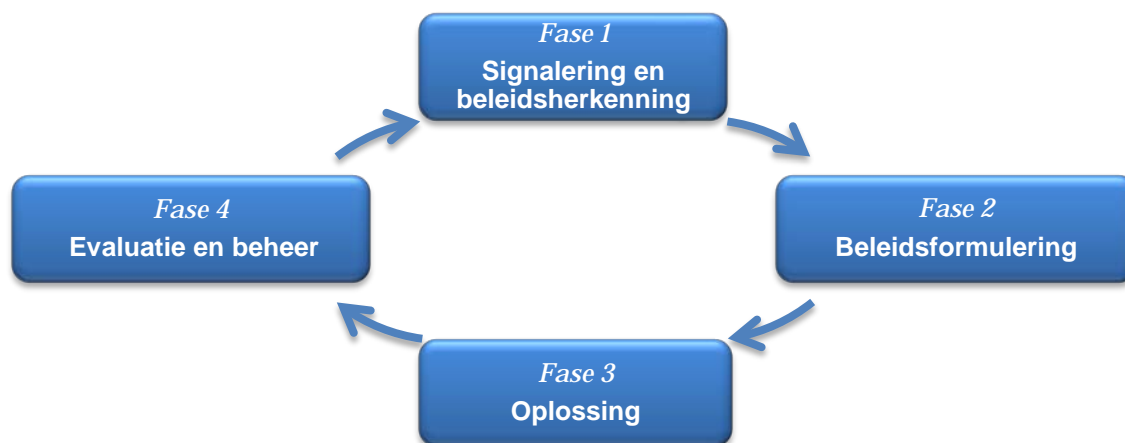 Fase 1
Signalering en
beleidsherkenning
Fase 4
Evaluatie en beheer
Fase 2
Beleidsformulering
Fase 3
Oplossing